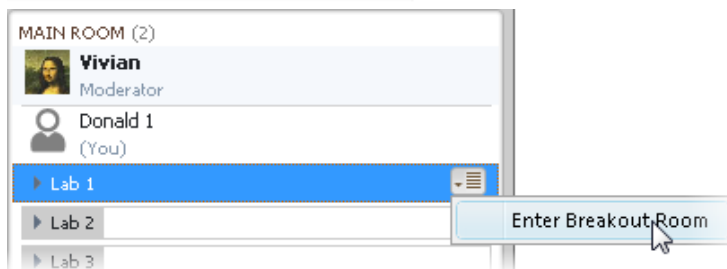 MAIN ROOM (2)
Vivian
Moderator
Donald 1
(You)
Lab 1
Enter Breakout Room
Lab 2
Lab 3